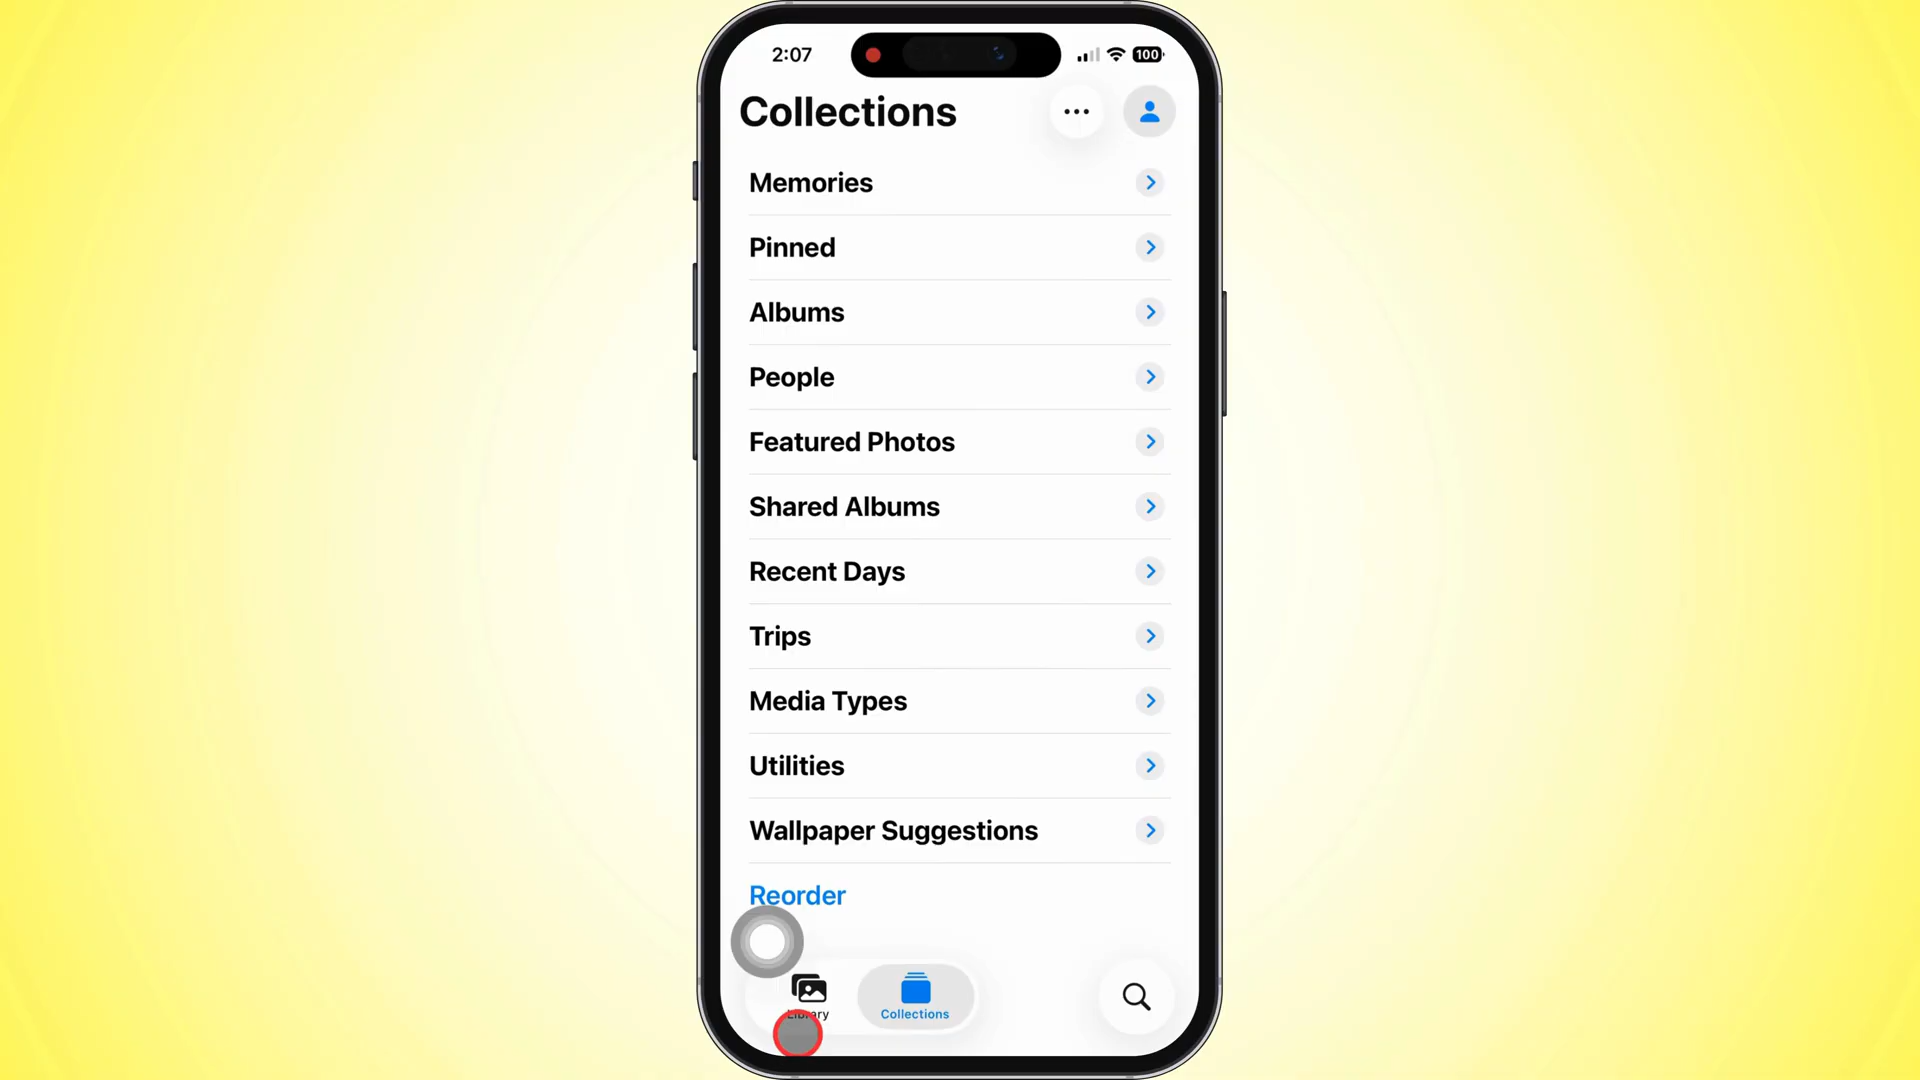 2:07
100
Collections
Memories
Pinned
Albums
People
Featured Photos
Shared Albums
Recent Days
Trips
Media Types
Utilities
Wallpaper Suggestions
Reorder
Library
Collections